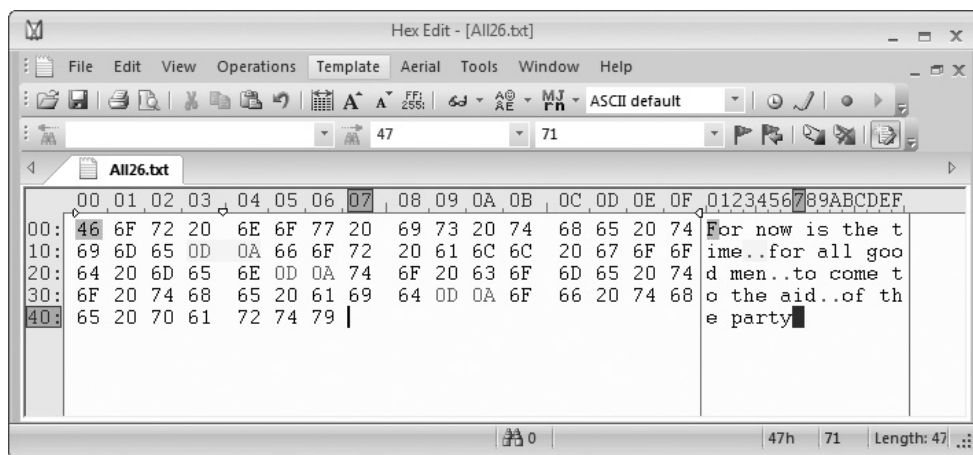 Hex Edit - [All26.txt]
File Edit View Operations Template Aerial Tools Window Help
A A FF 255 A@ AE MJ rn ASCII default
47 71
All26.txt
00 01 02 03 04 05 06 07 08 09 0A 0B 0C 0D 0E 0F 0123456789ABCDEF
00: 46 6F 72 20 6E 6F 77 20 69 73 20 74 68 65 20 74 For now is the t
10: 69 6D 65 0D 0A 66 6F 72 20 61 6C 6C 20 67 6F 6F ime..for all goo
20: 64 20 6D 65 6E 0D 0A 74 6F 20 63 6F 6D 65 20 74 d men..to come t
30: 6F 20 74 68 65 20 61 69 64 0D 0A 6F 66 20 74 68 o the aid..of th
40: 65 20 70 61 72 74 79 e party
0 47h 71 Length: 47